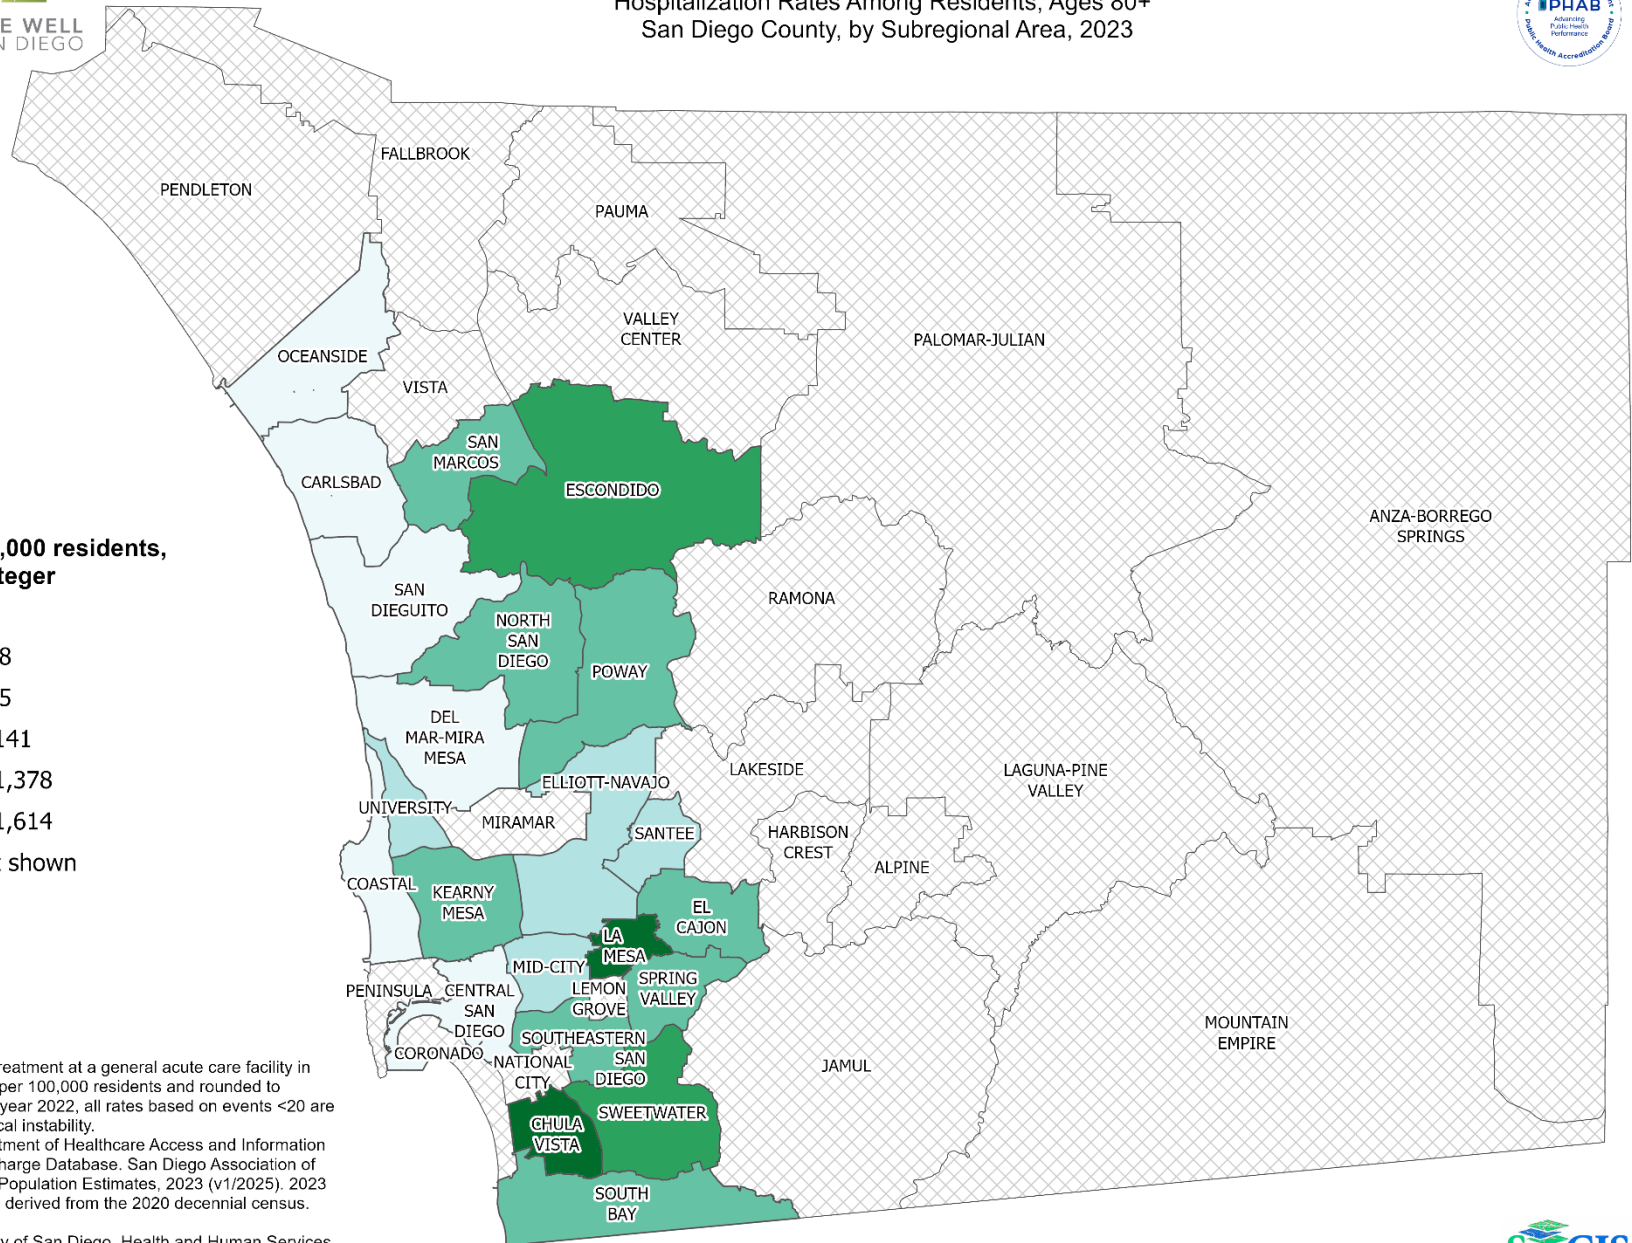 E WELL
N DIEGO
Hospitalization Rates Among Residents, Ages 80+
San Diego County, by Subregional Area, 2023
PHAB
Advancing
Public Health
Performance
Public Health Accreditation Board
FALLBROOK
PENDLETON
PAUMA
VALLEY
CENTER
PALOMAR-JULIAN
OCEANSIDE
VISTA
SAN
MARCOS
CARLSBAD
ESCONDIDO
ANZA-BORREGO
SPRINGS
,000 residents,
teger
8
5
141
1,378
1,614
shown
SAN
DIEGUITO
RAMONA
NORTH
SAN
DIEGO
POWAY
DEL
MAR-MIRA
MESA
LAKESIDE
LAGUNA-PINE
VALLEY
ELLIOTT-NAVAJO
UNIVERSITY
MIRAMAR
SANTEE
HARBISON
CREST
ALPINE
COASTAL
KEARNY
MESA
EL
CAJON
LA
MESA
MID-CITY
SPRING
VALLEY
LEMON
GROVE
PENINSULA
CENTRAL
SAN
DIEGO
SOUTHEASTERN
SAN
DIEGO
CORONADO
NATIONAL
CITY
JAMUL
MOUNTAIN
EMPIRE
SWEETWATER
CHULA
VISTA
SOUTH
BAY
reatment at a general acute care facility in
per 100,000 residents and rounded to
year 2022, all rates based on events <20 are
cal instability.
tment of Healthcare Access and Information
harge Database. San Diego Association of
Population Estimates, 2023 (v1/2025). 2023
derived from the 2020 decennial census.
y of San Diego, Health and Human Services